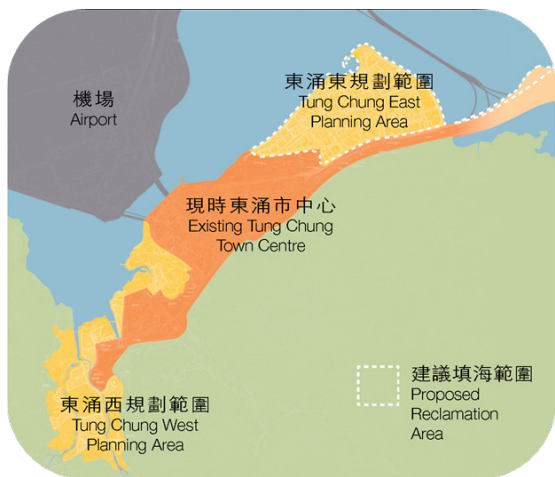 機場
Airport
東涌東規劃範圍
Tung Chung East
Planning Area
現時東涌市中心
Existing Tung Chung
Town Centre
東涌西規劃範圍
Tung Chung West
Planning Area
建議填海範圍
Proposed
Reclamation
Area